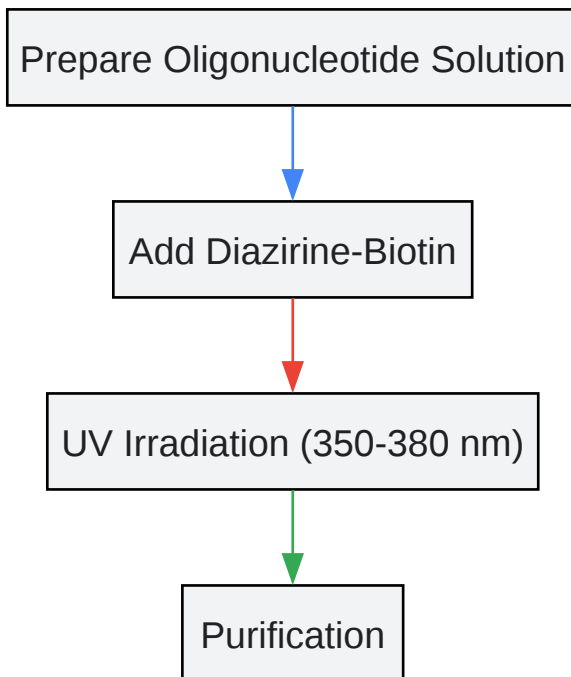 Prepare Oligonucleotide Solution
Add Diazirine-Biotin
UV Irradiation (350-380 nm)
Purification